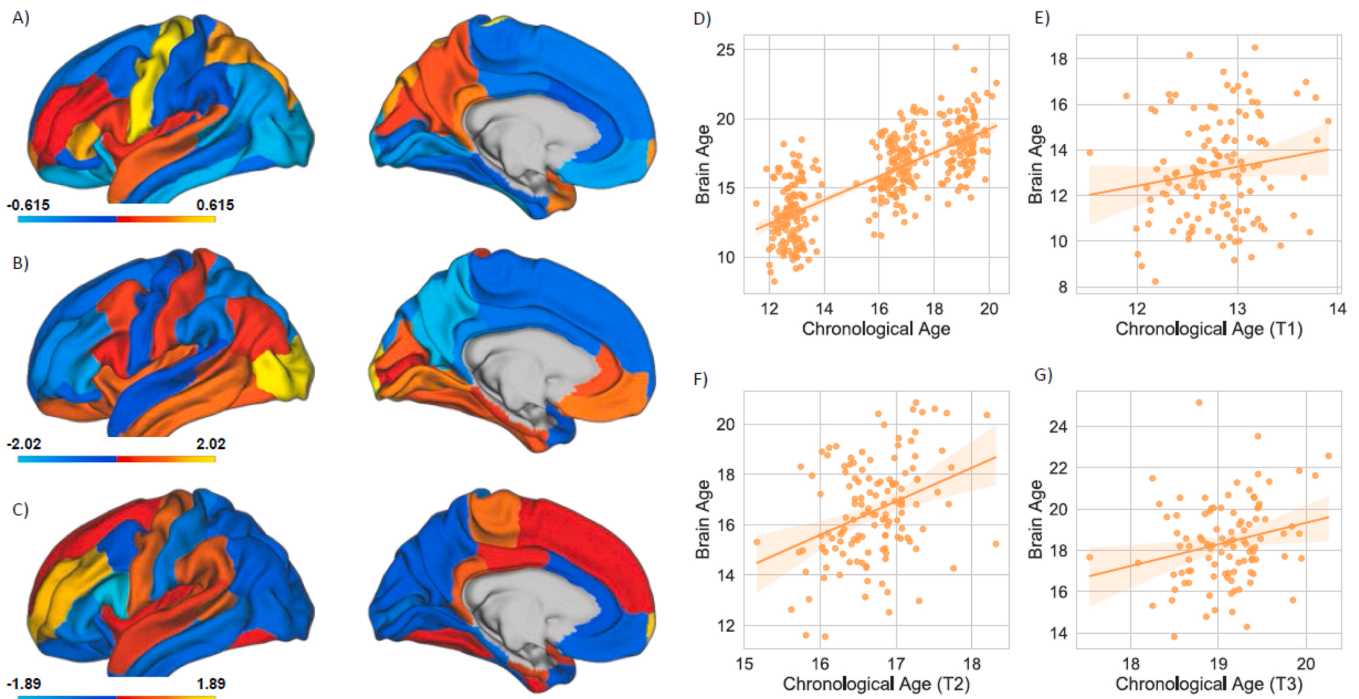 A)
-0.615 0.615
B)
-2.02 2.02
C)
-1.89 1.89
D)
25
20
15
10
Brain Age
12 14 16 18 20
Chronological Age
E)
18
16
14
12
10
8
Brain Age
12 13 14
Chronological Age (T1)
F)
20
18
16
14
12
Brain Age
15 16 17 18
Chronological Age (T2)
G)
24
22
20
18
16
14
Brain Age
18 19 20
Chronological Age (T3)